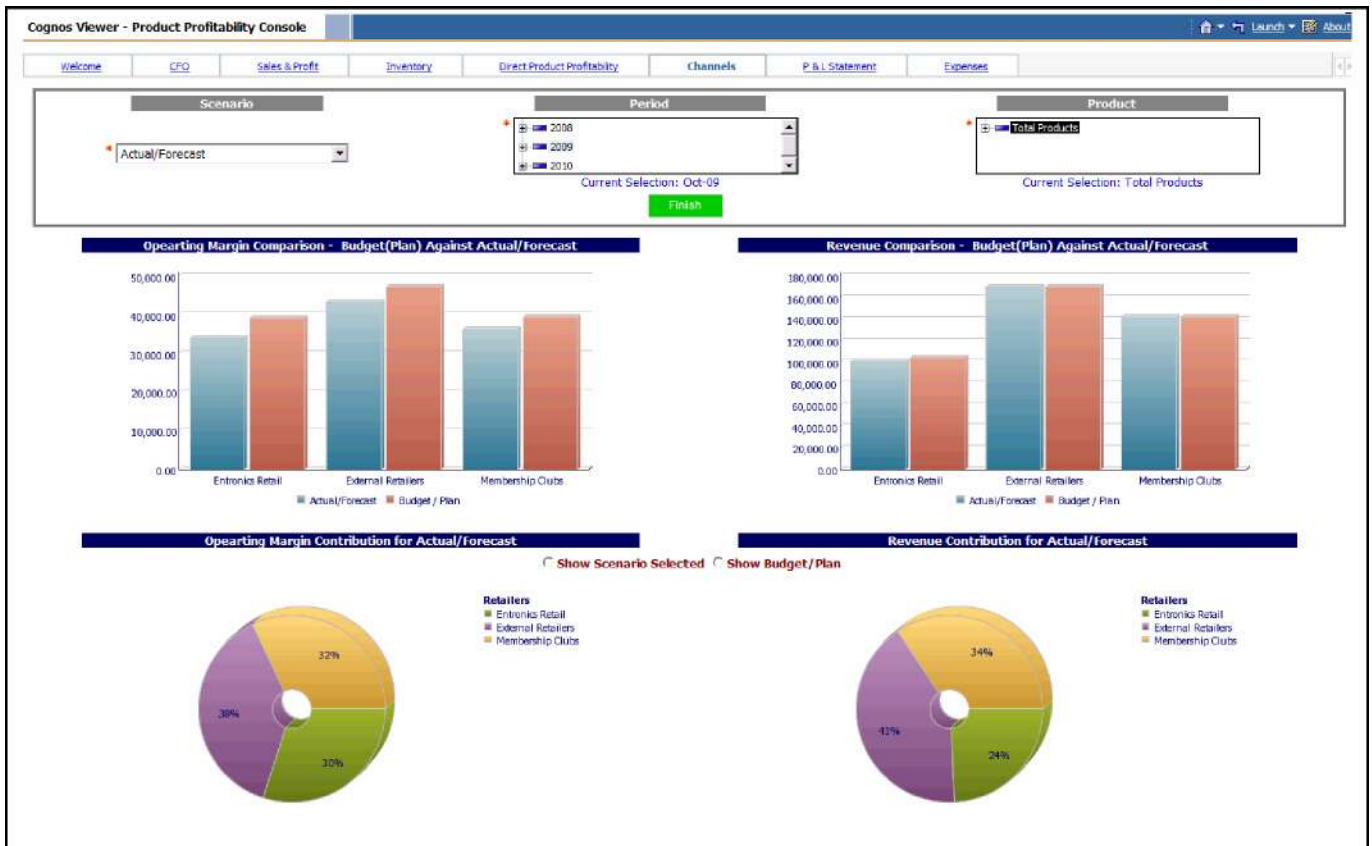 Cognos Viewer - Product Profitability Console
Launch
About
Welcome
CFO
Sales & Profit
Inventory
Direct Product Profitability
Channels
P & L Statement
Expenses
Scenario
Period
Product
* Actual/Forecast
* 2008
2009
2010
* Total Products
Current Selection: Oct-09
Current Selection: Total Products
Finish
Opearting Margin Comparison - Budget(Plan) Against Actual/Forecast
50,000.00
40,000.00
30,000.00
20,000.00
10,000.00
0.00
Entronics Retail
External Retailers
Membership Clubs
Actual/Forecast
Budget / Plan
Revenue Comparison - Budget(Plan) Against Actual/Forecast
180,000.00
160,000.00
140,000.00
120,000.00
100,000.00
80,000.00
60,000.00
40,000.00
20,000.00
0.00
Entronics Retail
External Retailers
Membership Clubs
Actual/Forecast
Budget / Plan
Opearting Margin Contribution for Actual/Forecast
Revenue Contribution for Actual/Forecast
Show Scenario Selected
Show Budget/Plan
Retailers
Entronics Retail
External Retailers
Membership Clubs
32%
38%
30%
Retailers
Entronics Retail
External Retailers
Membership Clubs
34%
41%
24%